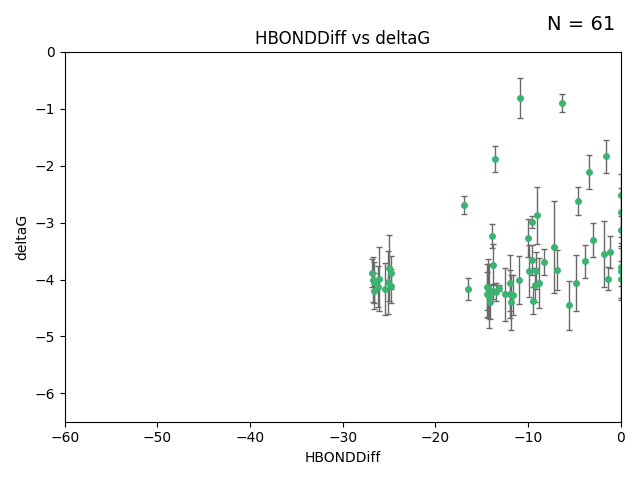 N = 61
HBONDDiff vs deltaG
0
−1
−2
−3
−4
−5
−6
deltaG
−60 −50 −40 −30 −20 −10 0
HBONDDiff